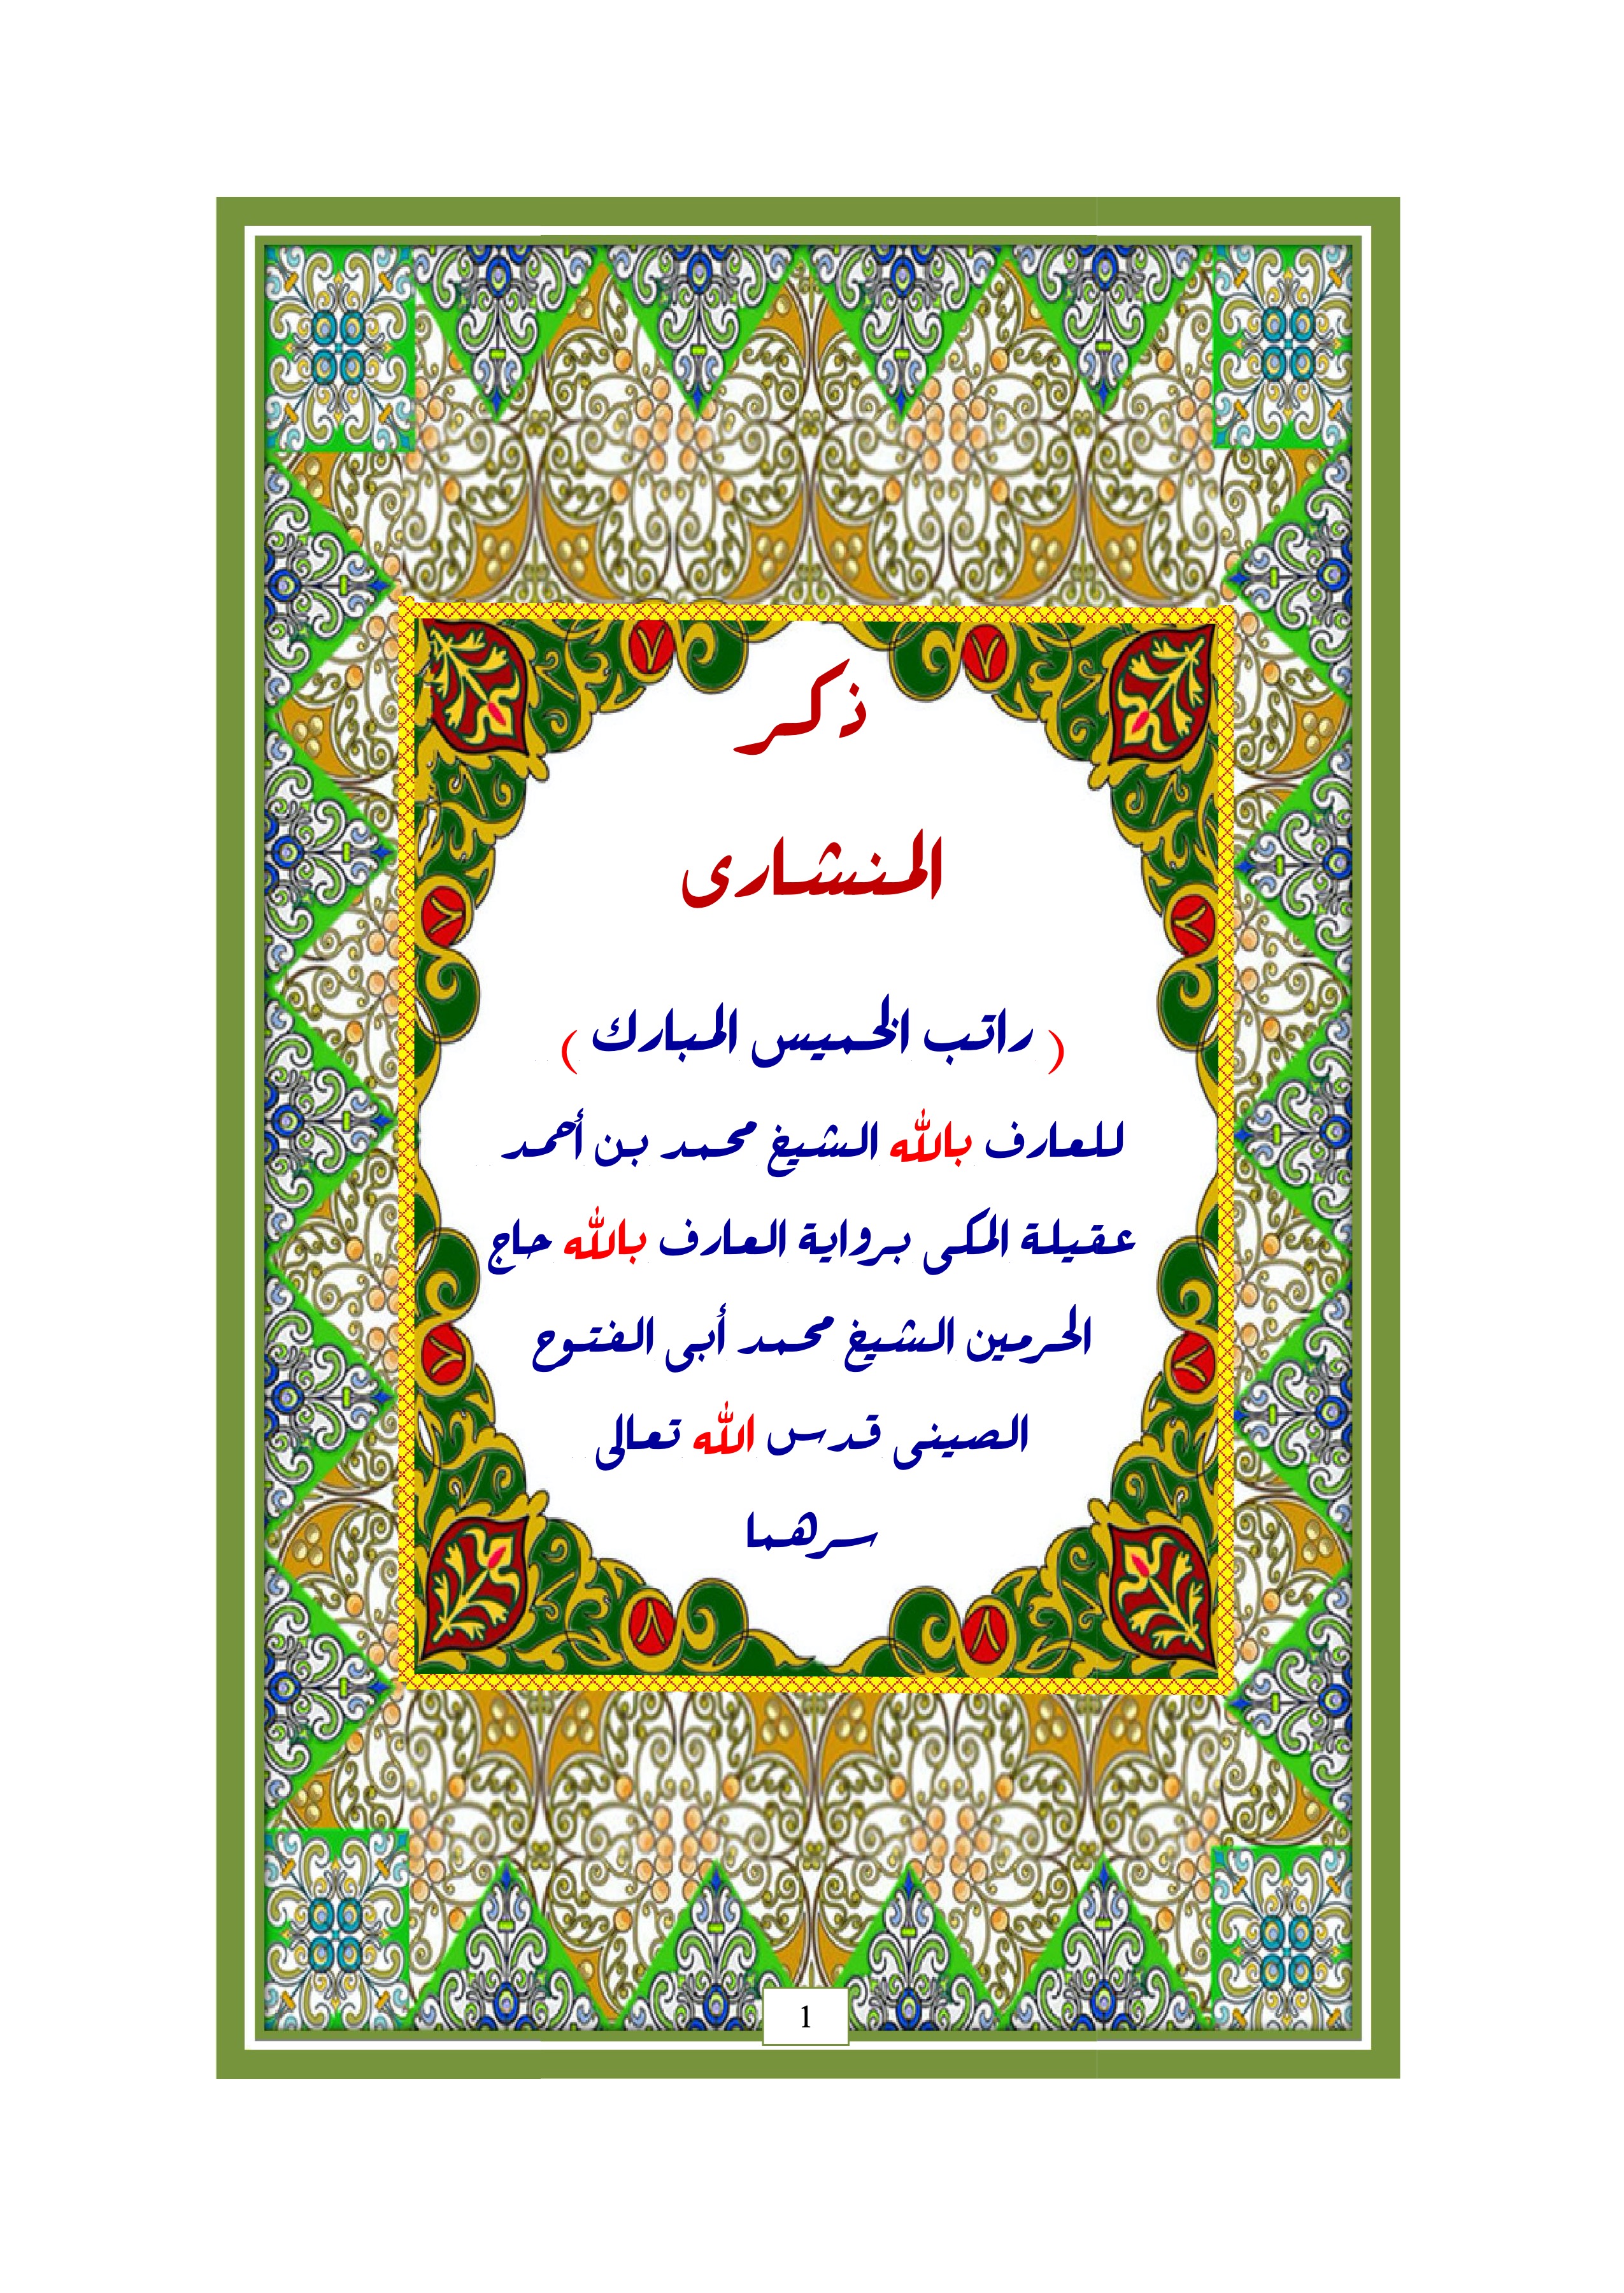 ذكر
المنشارى
( راتب الخميس المبارك )
للعارف بالله الشيخ محمد بن أحمد
عقيلة المكى برواية العارف بالله حاج
الحرمين الشيخ محمد أبى الفتوح
الصينى قدس الله تعالى
سرهما
1